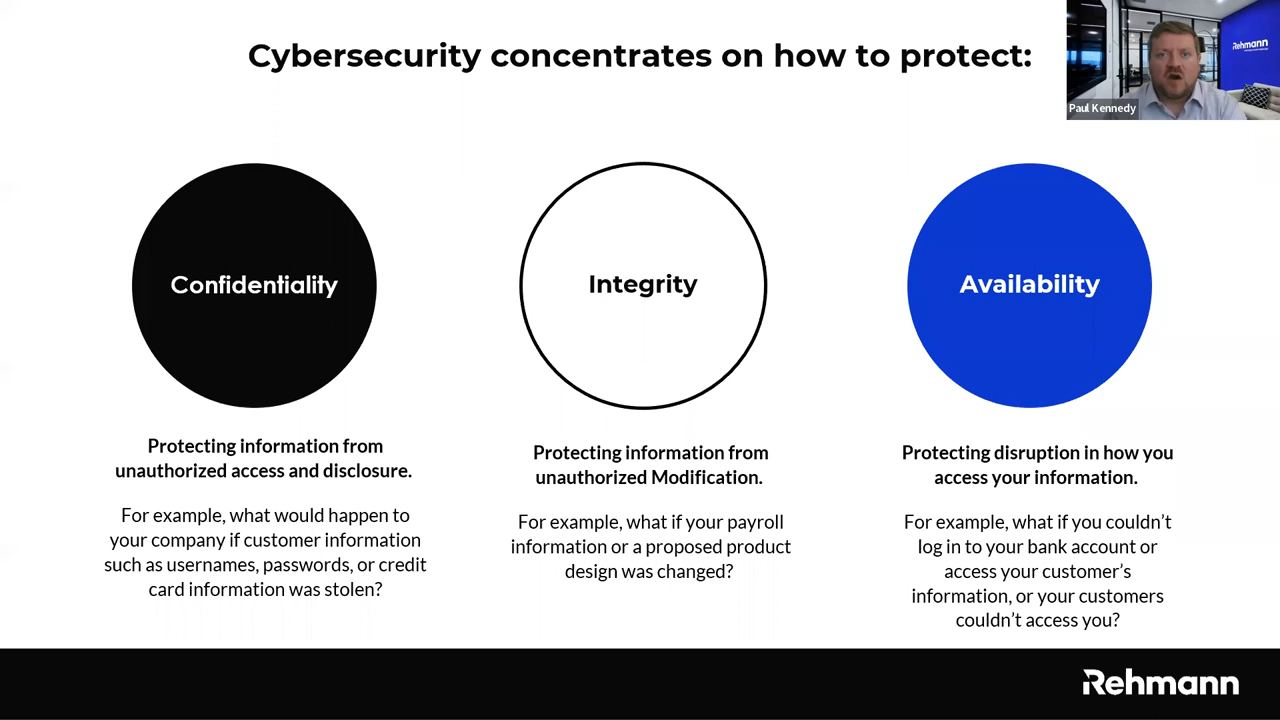 Cybersecurity concentrates on how to protect:
Rehmann
Paul Kennedy
Confidentiality
Protecting information from
unauthorized access and disclosure.
For example, what would happen to
your company if customer information
such as usernames, passwords, or credit
card information was stolen?
Integrity
Protecting information from
unauthorized Modification.
For example, what if your payroll
information or a proposed product
design was changed?
Availability
Protecting disruption in how you
access your information.
For example, what if you couldn’t
log in to your bank account or
access your customer’s
information, or your customers
couldn’t access you?
Rehmann